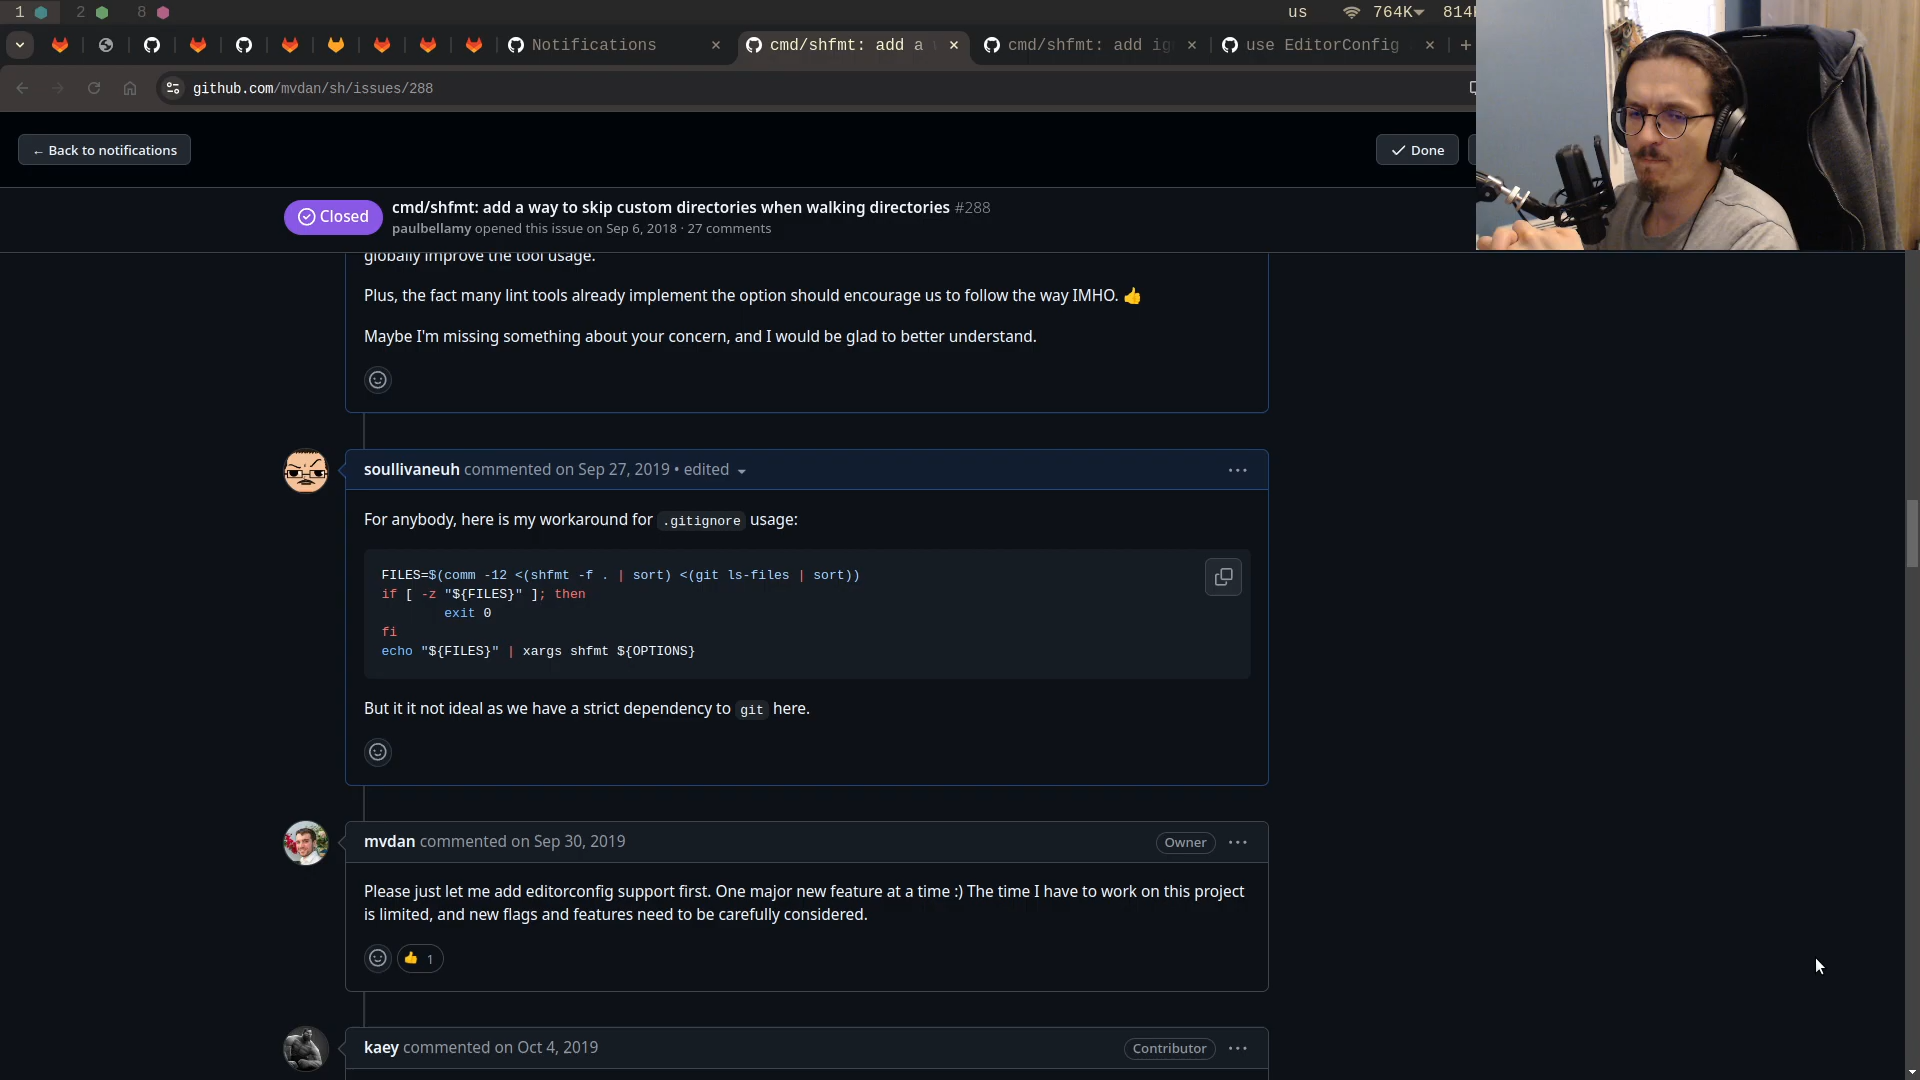 1 2 8 us 764K 814
Notifications × cmd/shfmt: add a × cmd/shfmt: add ig × use EditorConfig × +
github.com/mvdan/sh/issues/288
← Back to notifications
Done
Closed
cmd/shfmt: add a way to skip custom directories when walking directories #288
paulbellamy opened this issue on Sep 6, 2018 · 27 comments
globally improve the tool usage.
Plus, the fact many lint tools already implement the option should encourage us to follow the way IMHO. 👍
Maybe I'm missing something about your concern, and I would be glad to better understand.
soullivaneuh commented on Sep 27, 2019 • edited
For anybody, here is my workaround for .gitignore usage:
FILES=$(comm -12 <(shfmt -f . | sort) <(git ls-files | sort))
if [ -z "${FILES}" ]; then
exit 0
fi
echo "${FILES}" | xargs shfmt ${OPTIONS}
But it it not ideal as we have a strict dependency to git here.
mvdan commented on Sep 30, 2019
Owner
Please just let me add editorconfig support first. One major new feature at a time :) The time I have to work on this project
is limited, and new flags and features need to be carefully considered.
👍 1
kaey commented on Oct 4, 2019
Contributor